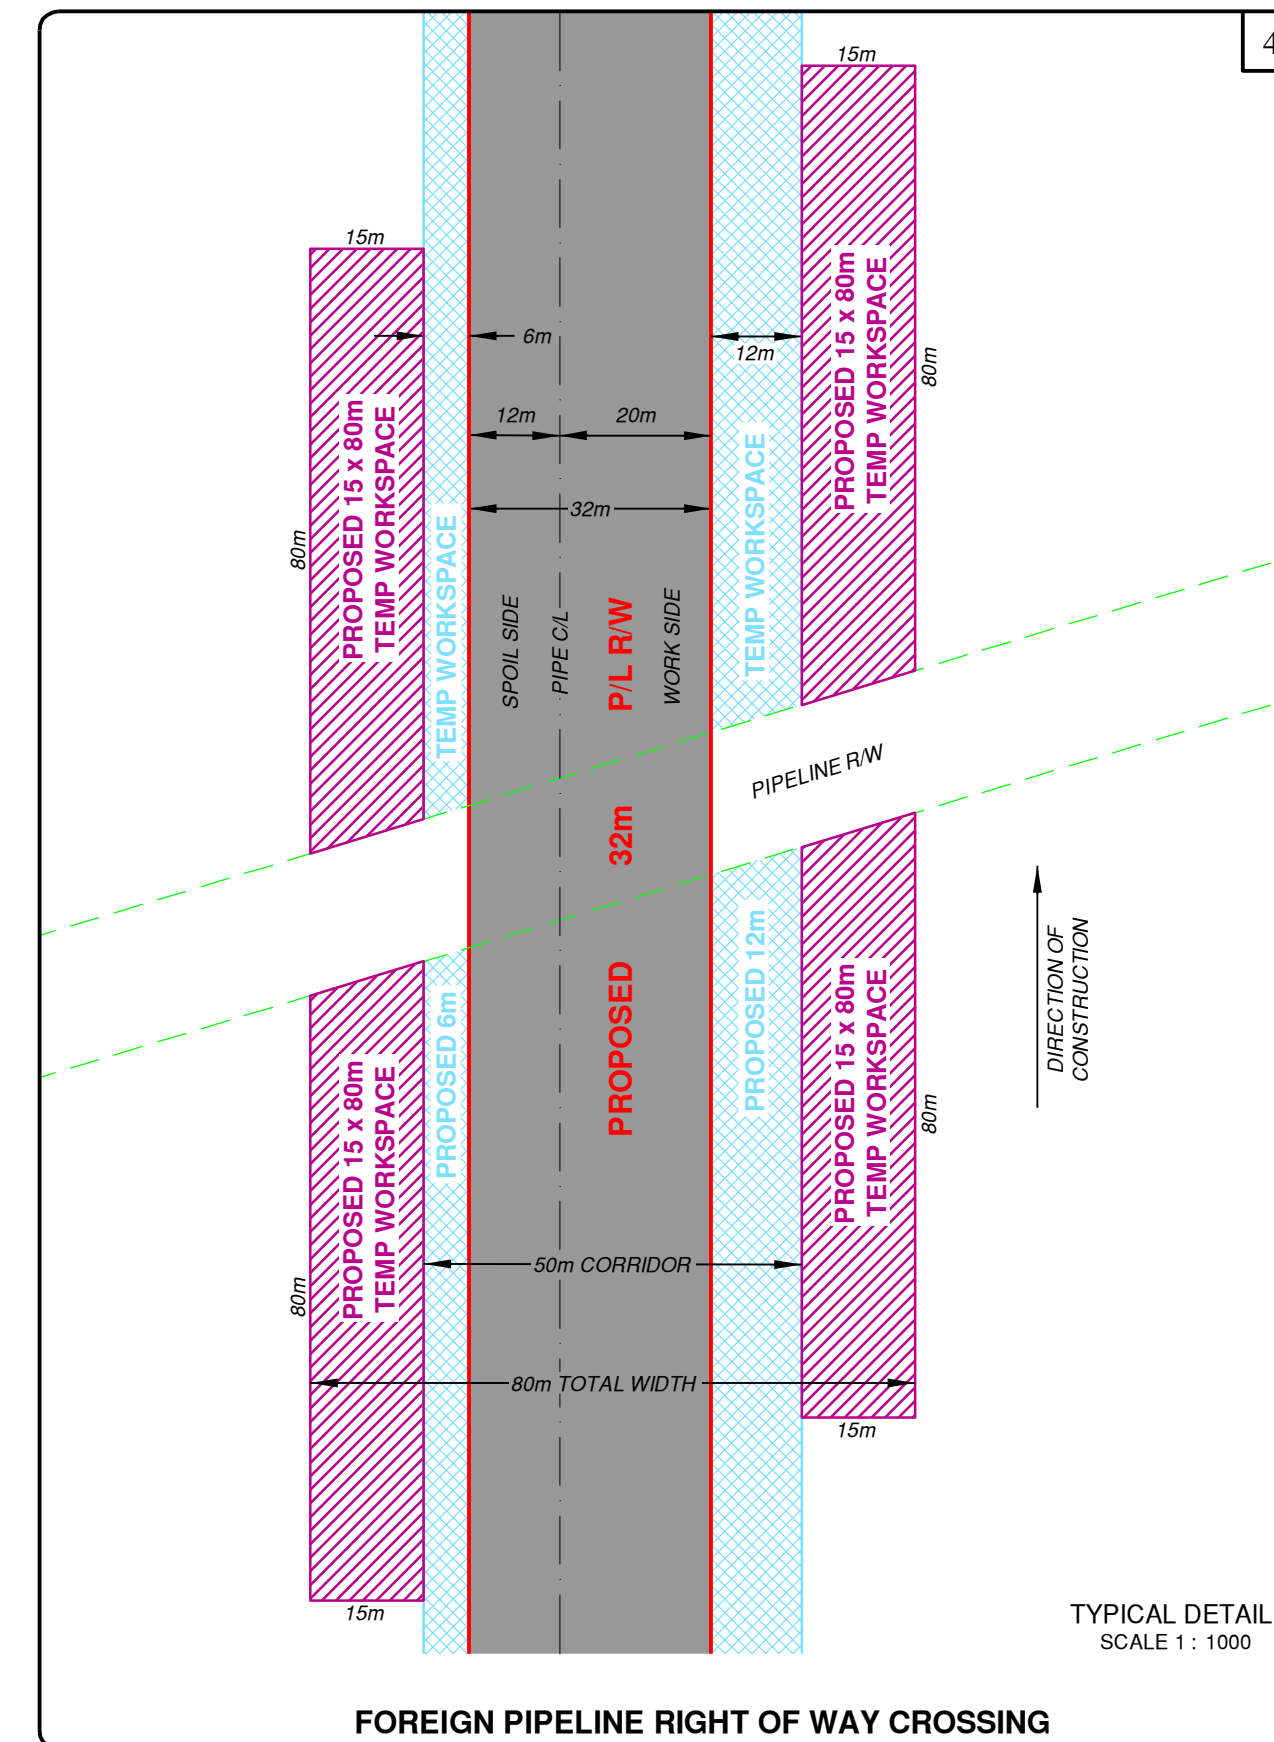 4
15m
15m
6m
12m
12m
20m
32m
80m
80m
PROPOSED 15 x 80m
TEMP WORKSPACE
PROPOSED 15 x 80m
TEMP WORKSPACE
TEMP WORKSPACE
TEMP WORKSPACE
SPOIL SIDE
PIPE C/L
WORK SIDE
PROPOSED 32m P/L R/W
PIPELINE R/W
PROPOSED 6m
PROPOSED 12m
PROPOSED 15 x 80m
TEMP WORKSPACE
PROPOSED 15 x 80m
TEMP WORKSPACE
DIRECTION OF
CONSTRUCTION
80m
80m
50m CORRIDOR
80m TOTAL WIDTH
15m
15m
TYPICAL DETAIL
SCALE 1 : 1000
FOREIGN PIPELINE RIGHT OF WAY CROSSING